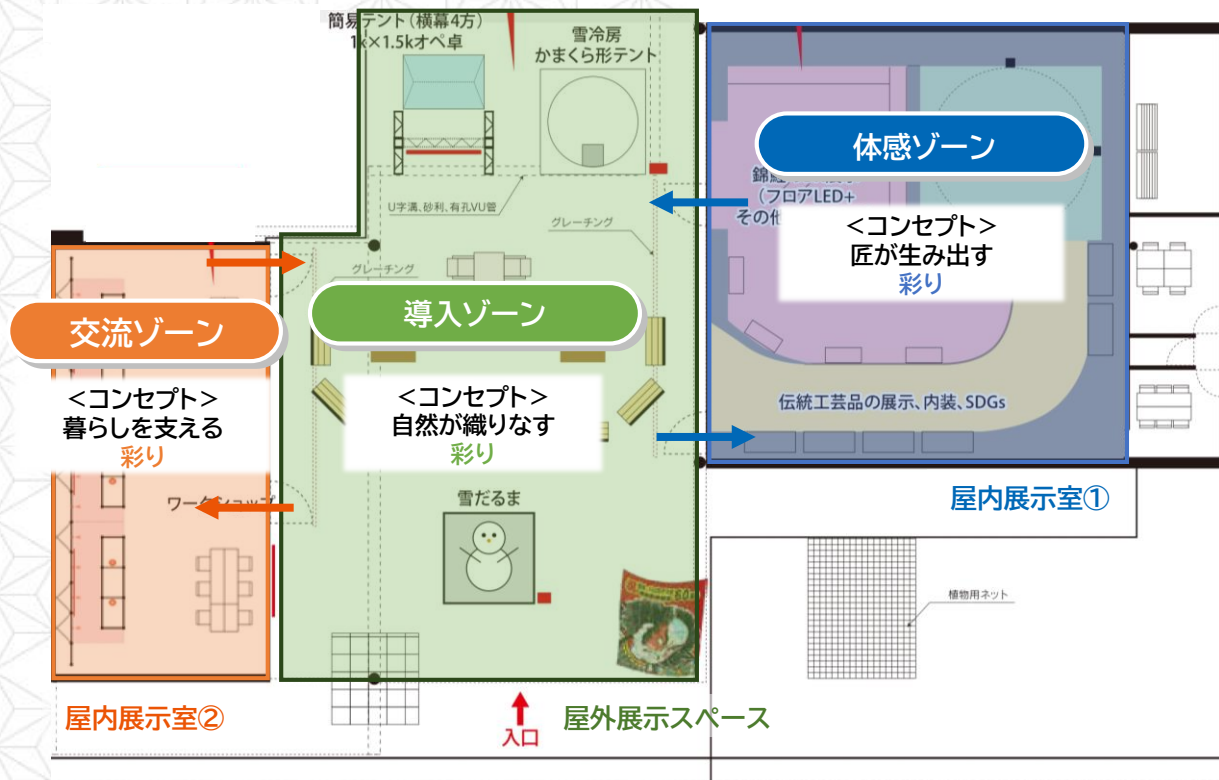 簡易テント（横幕4方）
1k×1.5kオペ卓
雪冷房
かまくら形テント
U字溝、砂利、有孔VU管
グレーチング
グレーチング
体感ゾーン
（フロアLED+
その他
<コンセプト>
匠が生み出す
彩り
伝統工芸品の展示、内装、SDGs
屋内展示室①
導入ゾーン
<コンセプト>
自然が織りなす
彩り
雪だるま
交流ゾーン
<コンセプト>
暮らしを支える
彩り
ワークショップ
植物用ネット
屋内展示室②
入口
屋外展示スペース